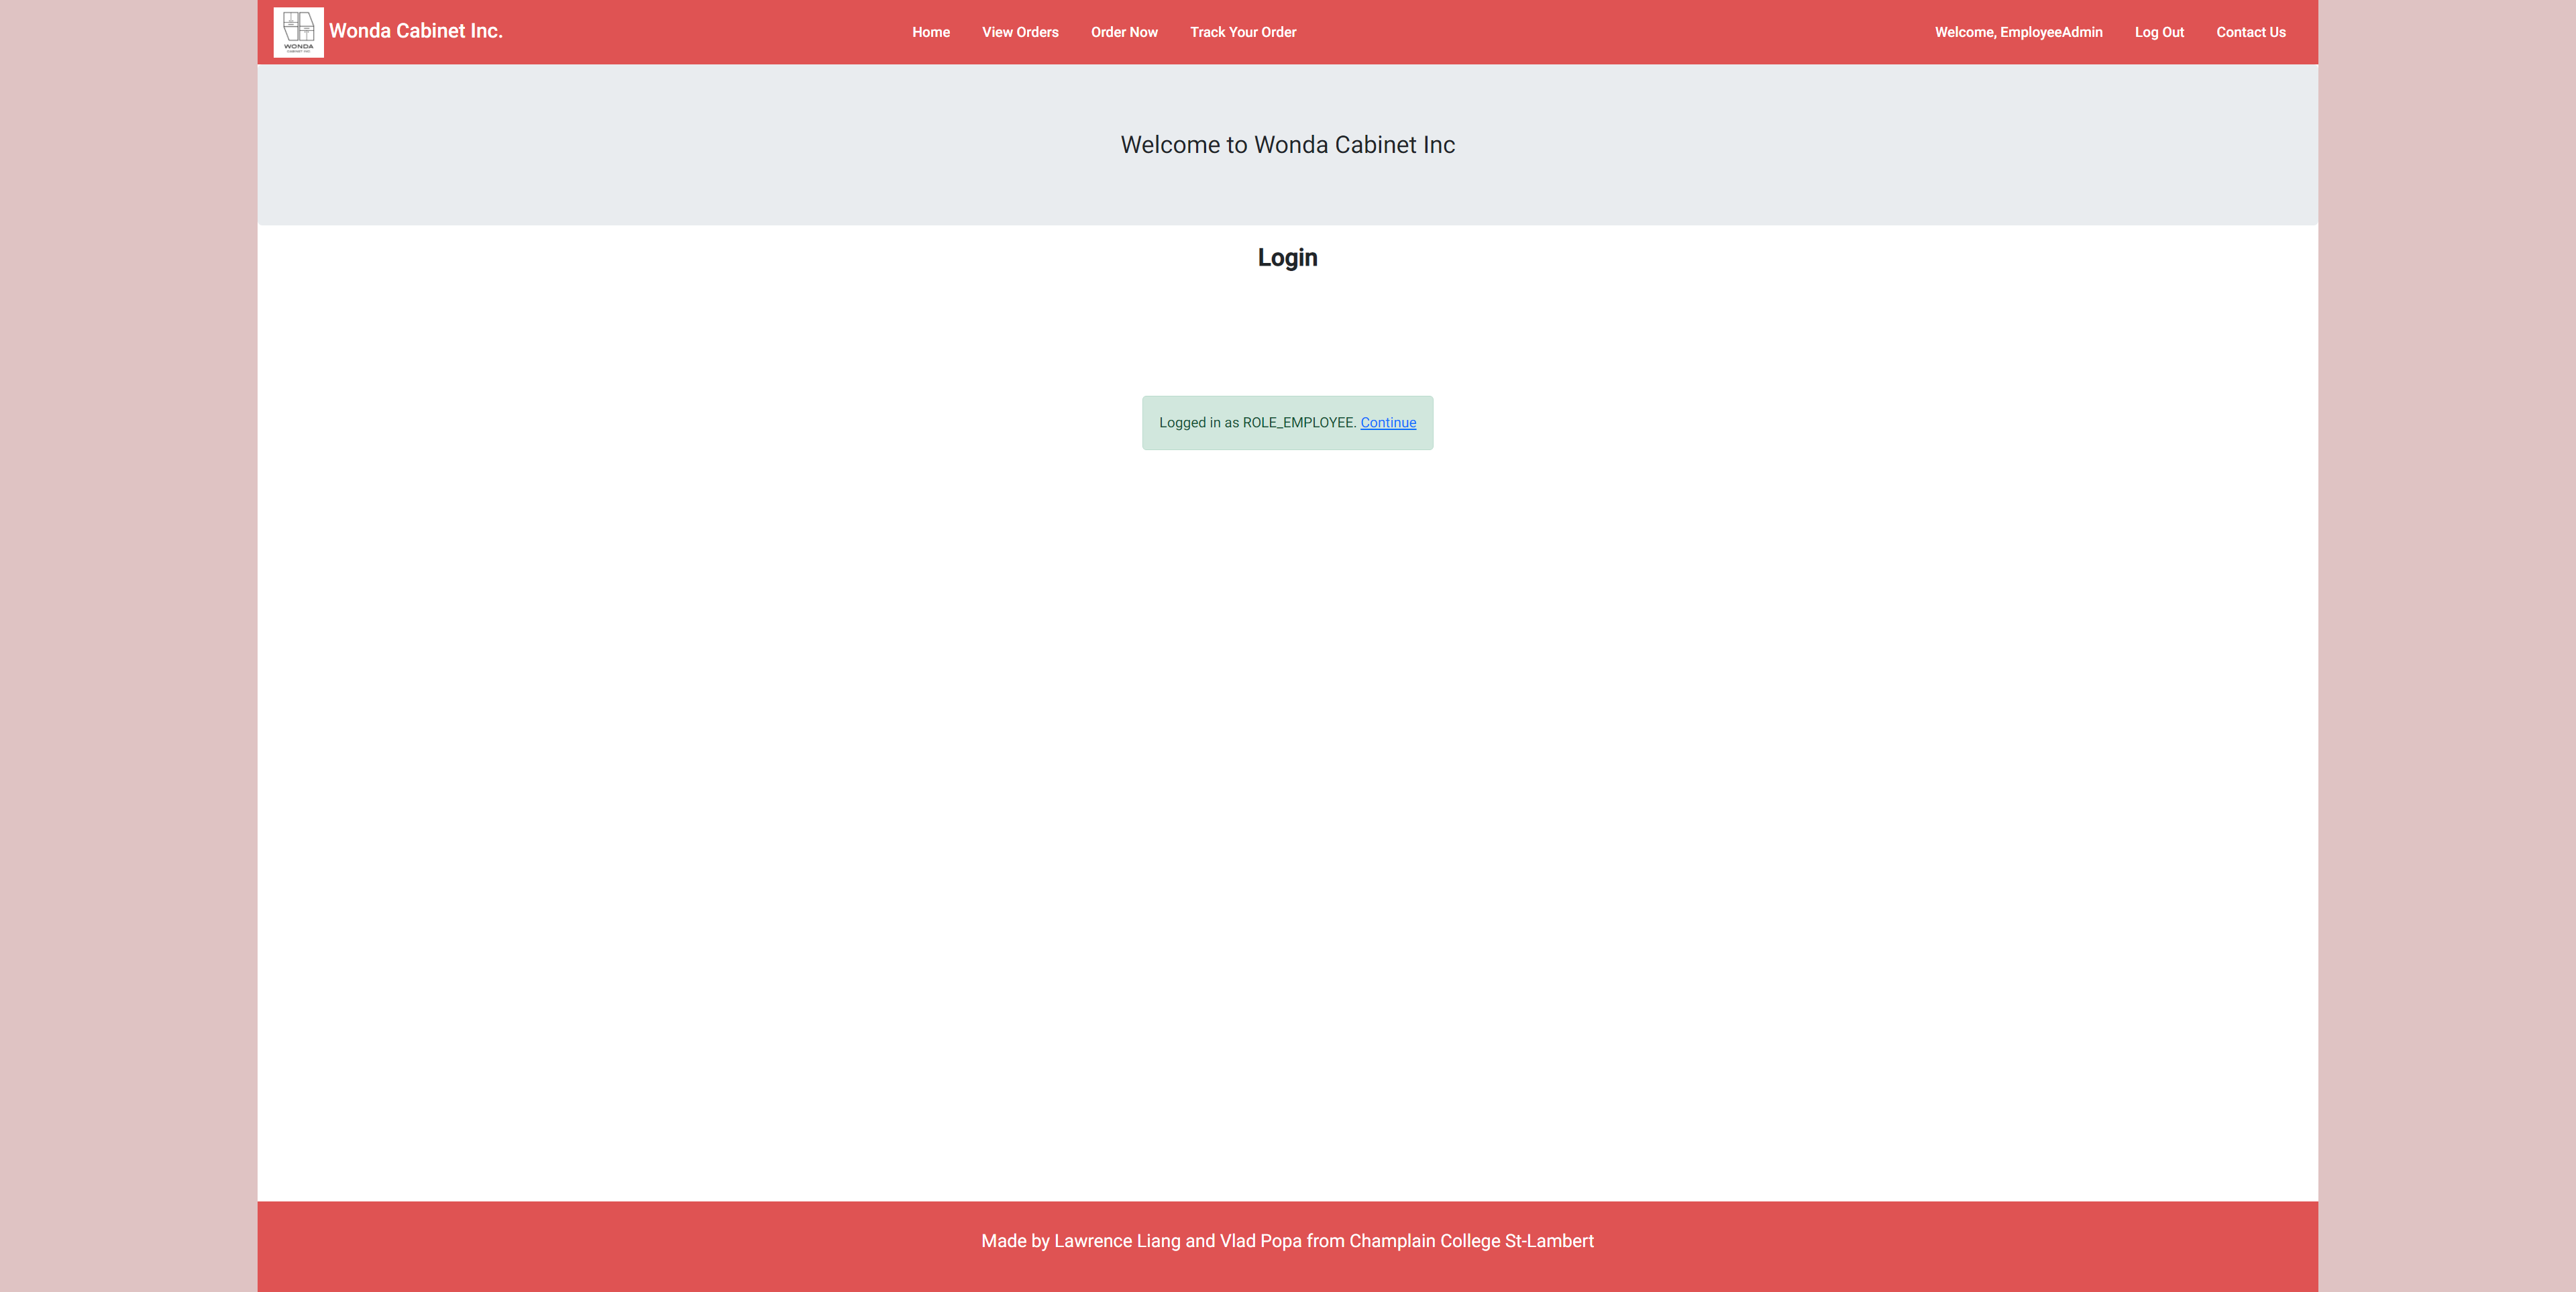 WONDA
CABINET INC
Wonda Cabinet Inc.
Home View Orders Order Now Track Your Order
Welcome, EmployeeAdmin Log Out Contact Us
Welcome to Wonda Cabinet Inc
Login
Logged in as ROLE_EMPLOYEE. Continue
Made by Lawrence Liang and Vlad Popa from Champlain College St-Lambert